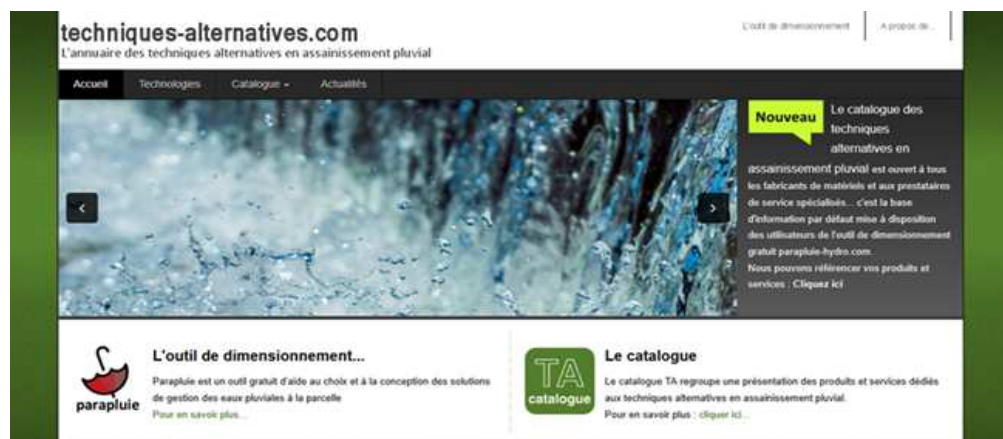 techniques-alternatives.com
L'annuaire des techniques alternatives en assainissement pluvial
L'outil de dimensionnement
A propos de...
Accueil
Technologies
Catalogue
Actualités
Nouveau
Le catalogue des
techniques
alternatives en
assainissement pluvial est ouvert à tous
les fabricants de matériels et aux prestataires
de service spécialisés... c'est la base
d'information par défaut mise à disposition
des utilisateurs de l'outil de dimensionnement
gratuit parapluie-hydro.com.
Nous pouvons référencer vos produits et
services : Cliquez ici
parapluie
L'outil de dimensionnement...
Parapluie est un outil gratuit d'aide au choix et à la conception des solutions
de gestion des eaux pluviales à la parcelle
Pour en savoir plus...
TA
catalogue
Le catalogue
Le catalogue TA regroupe une présentation des produits et services dédiés
aux techniques alternatives en assainissement pluvial.
Pour en savoir plus : cliquer ici...